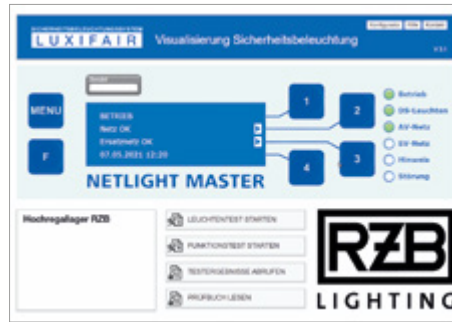 SICHERHEITSBELEUCHTUNGSSYSTEM
LUXIFAIR
Visualisierung Sicherheitsbeleuchtung
Konfiguration
Hilfe
Kontakt
MENU
F
BETRIEB
Netz OK
Ersatznetz OK
07.05.2021 12:20
1
2
3
4
Betrieb
DS-Leuchten
AV-Netz
SV-Netz
Hinweis
Störung
NETLIGHT MASTER
Hochregallager RZB
LEUCHTENTEST STARTEN
FUNKTIONSTEST STARTEN
TESTERGEBNISSE ABRUFEN
PRÜFBUCH LESEN
RZB
LIGHTING